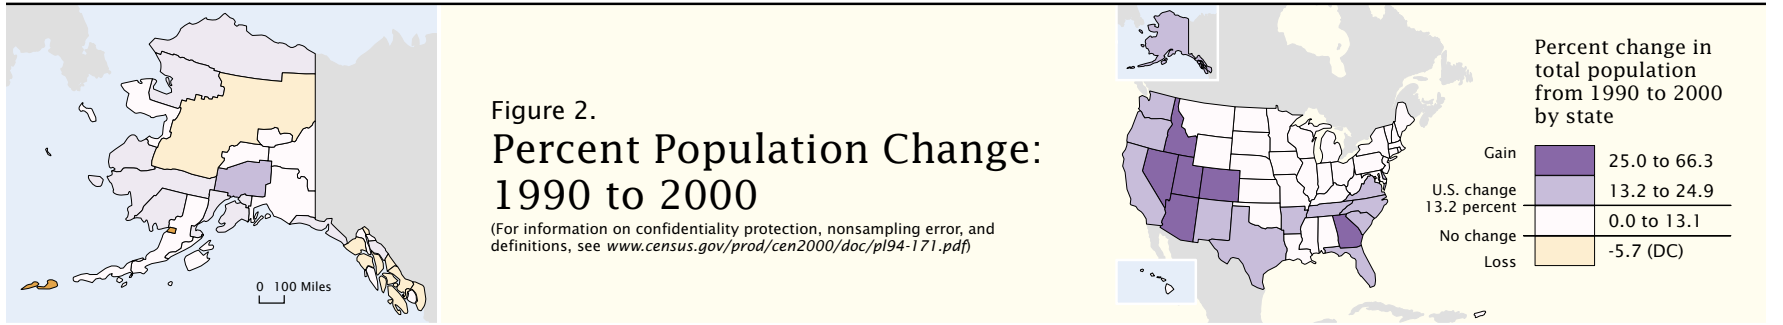 Figure 2.
Percent Population Change:
1990 to 2000
(For information on confidentiality protection, nonsampling error, and
definitions, see www.census.gov/prod/cen2000/doc/pl94-171.pdf)
0 100 Miles
Percent change in
total population
from 1990 to 2000
by state
Gain
25.0 to 66.3
U.S. change
13.2 percent
13.2 to 24.9
0.0 to 13.1
No change
Loss
-5.7 (DC)